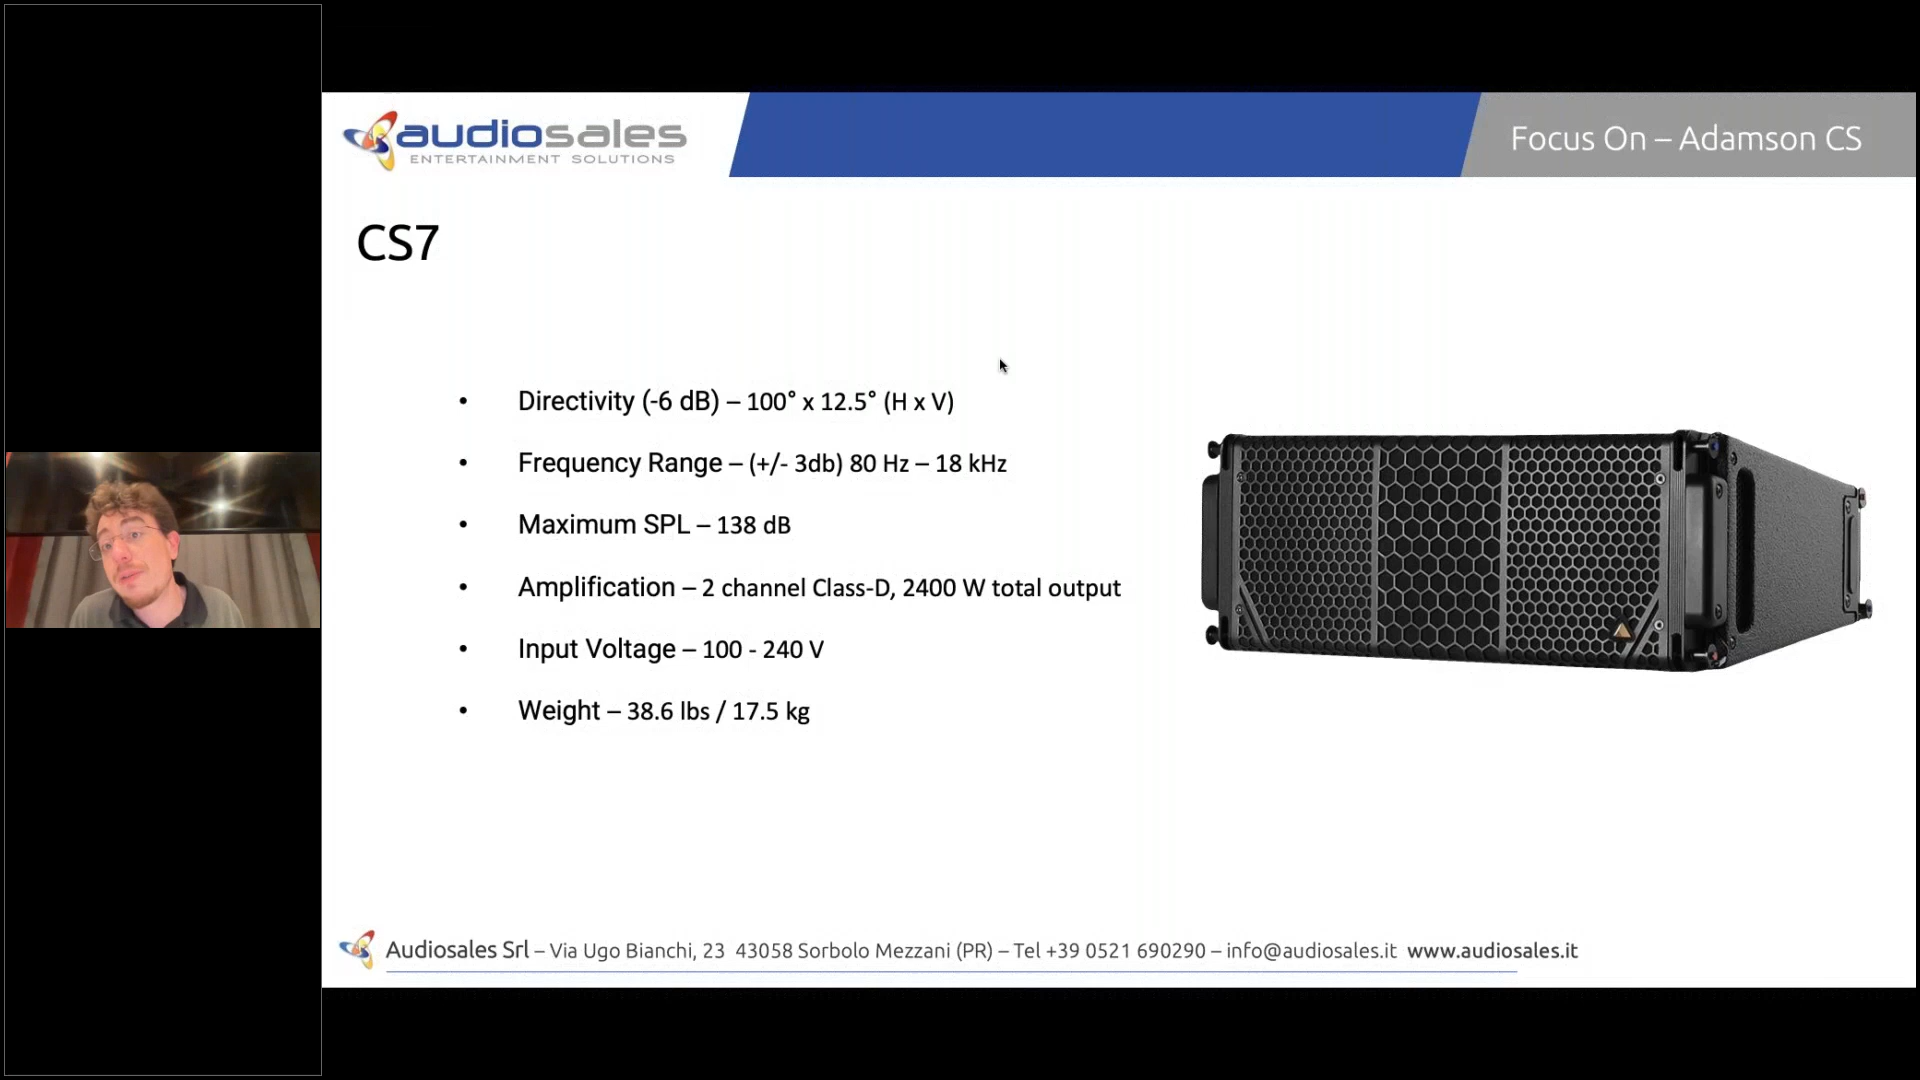 audiosales
ENTERTAINMENT SOLUTIONS
Focus On – Adamson CS
CS7
• Directivity (-6 dB) – 100° x 12.5° (H x V)
• Frequency Range – (+/- 3db) 80 Hz – 18 kHz
• Maximum SPL – 138 dB
• Amplification – 2 channel Class-D, 2400 W total output
• Input Voltage – 100 - 240 V
• Weight – 38.6 lbs / 17.5 kg
Audiosales Srl – Via Ugo Bianchi, 23 43058 Sorbolo Mezzani (PR) – Tel +39 0521 690290 – info@audiosales.it www.audiosales.it